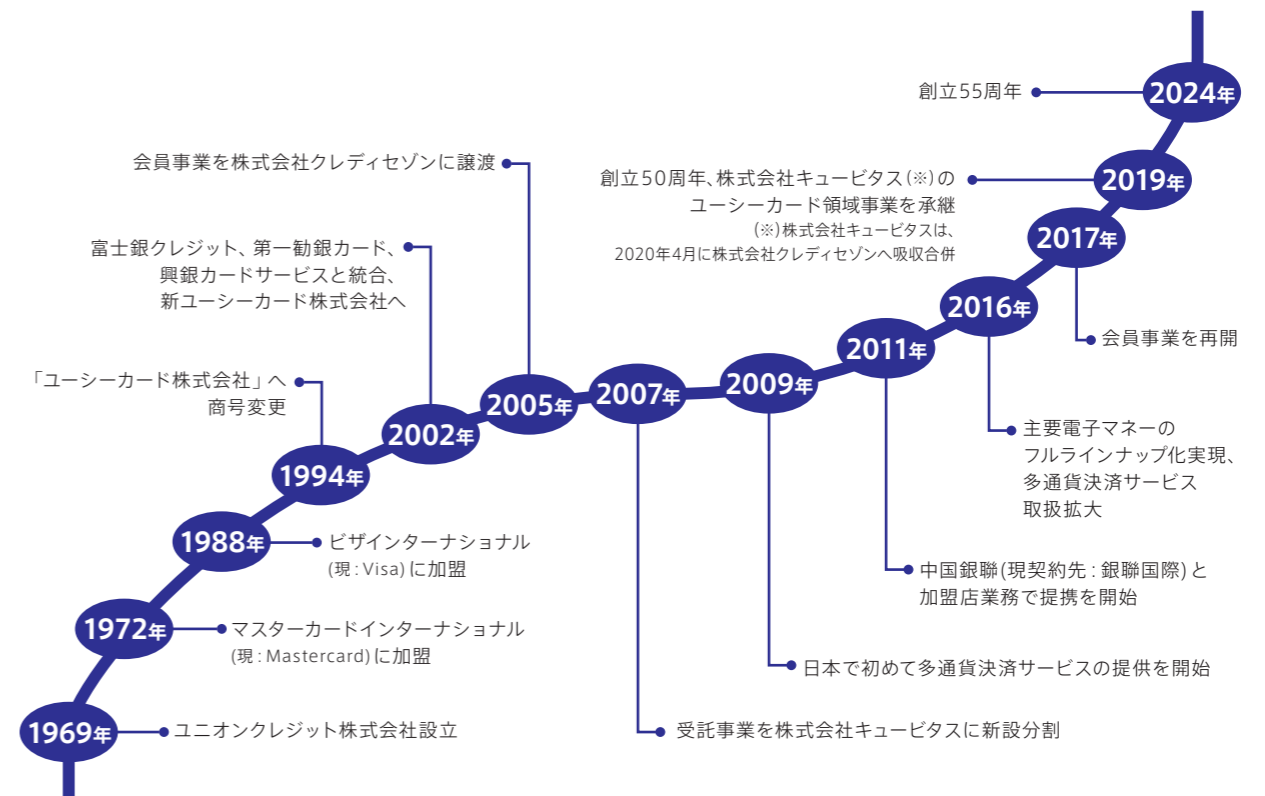 1969年
ユニオンクレジット株式会社設立
1972年
マスターカードインターナショナル
(現:Mastercard)に加盟
1988年
ビザインターナショナル
(現:Visa)に加盟
1994年
「ユーシーカード株式会社」へ
商号変更
2002年
富士銀クレジット、第一勧銀カード、
興銀カードサービスと統合、
新ユーシーカード株式会社へ
2005年
会員事業を株式会社クレディセゾンに譲渡
2007年
受託事業を株式会社キュービタスに新設分割
2009年
日本で初めて多通貨決済サービスの提供を開始
2011年
中国銀聯(現契約先:銀聯国際)と
加盟店業務で提携を開始
2016年
主要電子マネーの
フルラインナップ化実現、
多通貨決済サービス
取扱拡大
2017年
会員事業を再開
2019年
創立50周年、株式会社キュービタス(※)の
ユーシーカード領域事業を承継
(※)株式会社キュービタスは、
2020年4月に株式会社クレディセゾンへ吸収合併
2024年
創立55周年